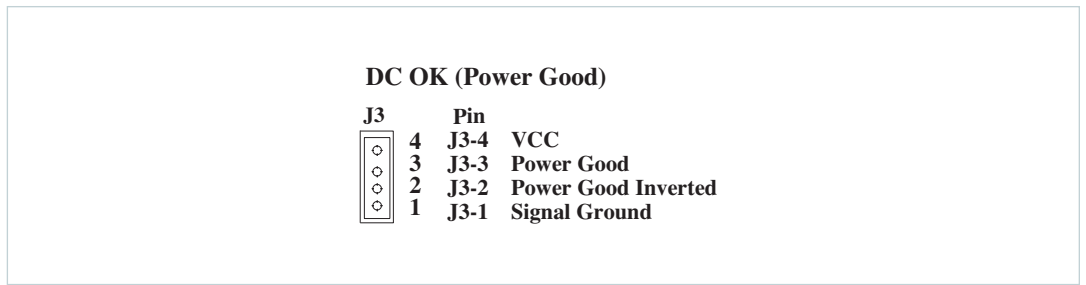 DC OK (Power Good)
J3 Pin
4 J3-4 VCC
3 J3-3 Power Good
2 J3-2 Power Good Inverted
1 J3-1 Signal Ground